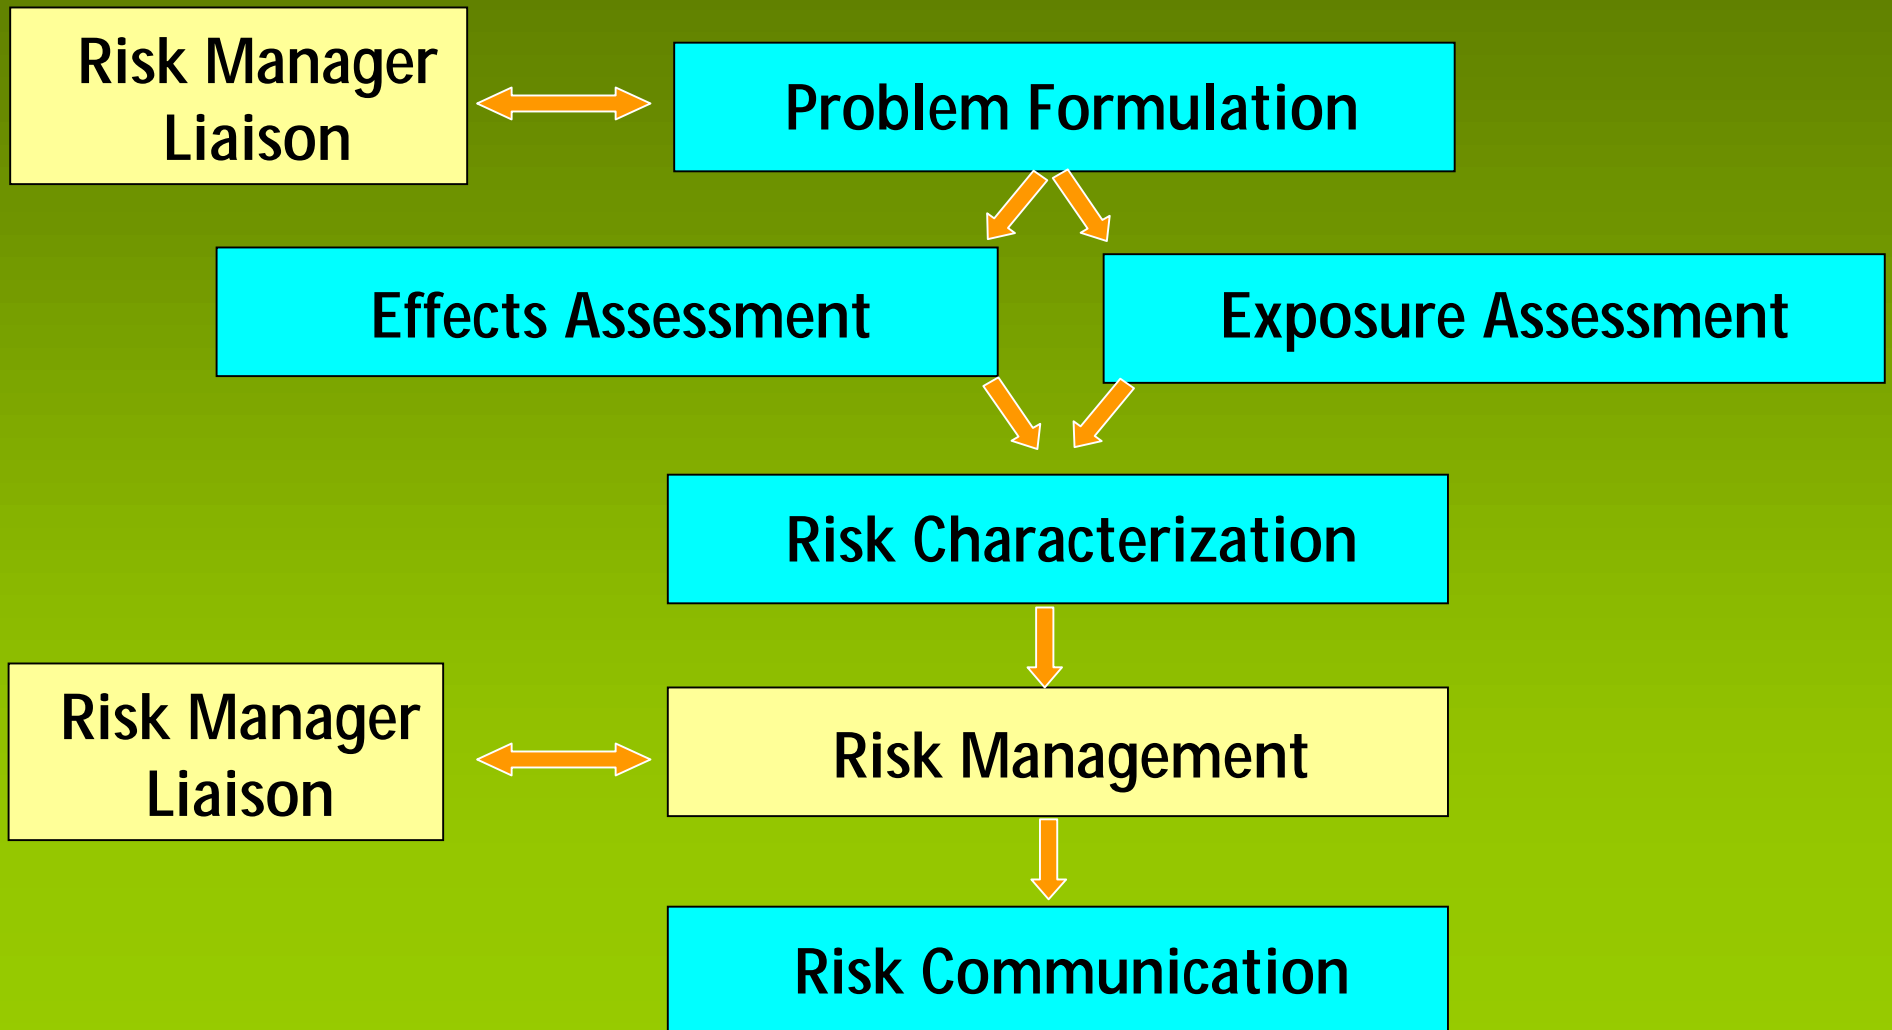 Risk Manager
Liaison
Problem Formulation
Effects Assessment
Exposure Assessment
Risk Characterization
Risk Manager
Liaison
Risk Management
Risk Communication